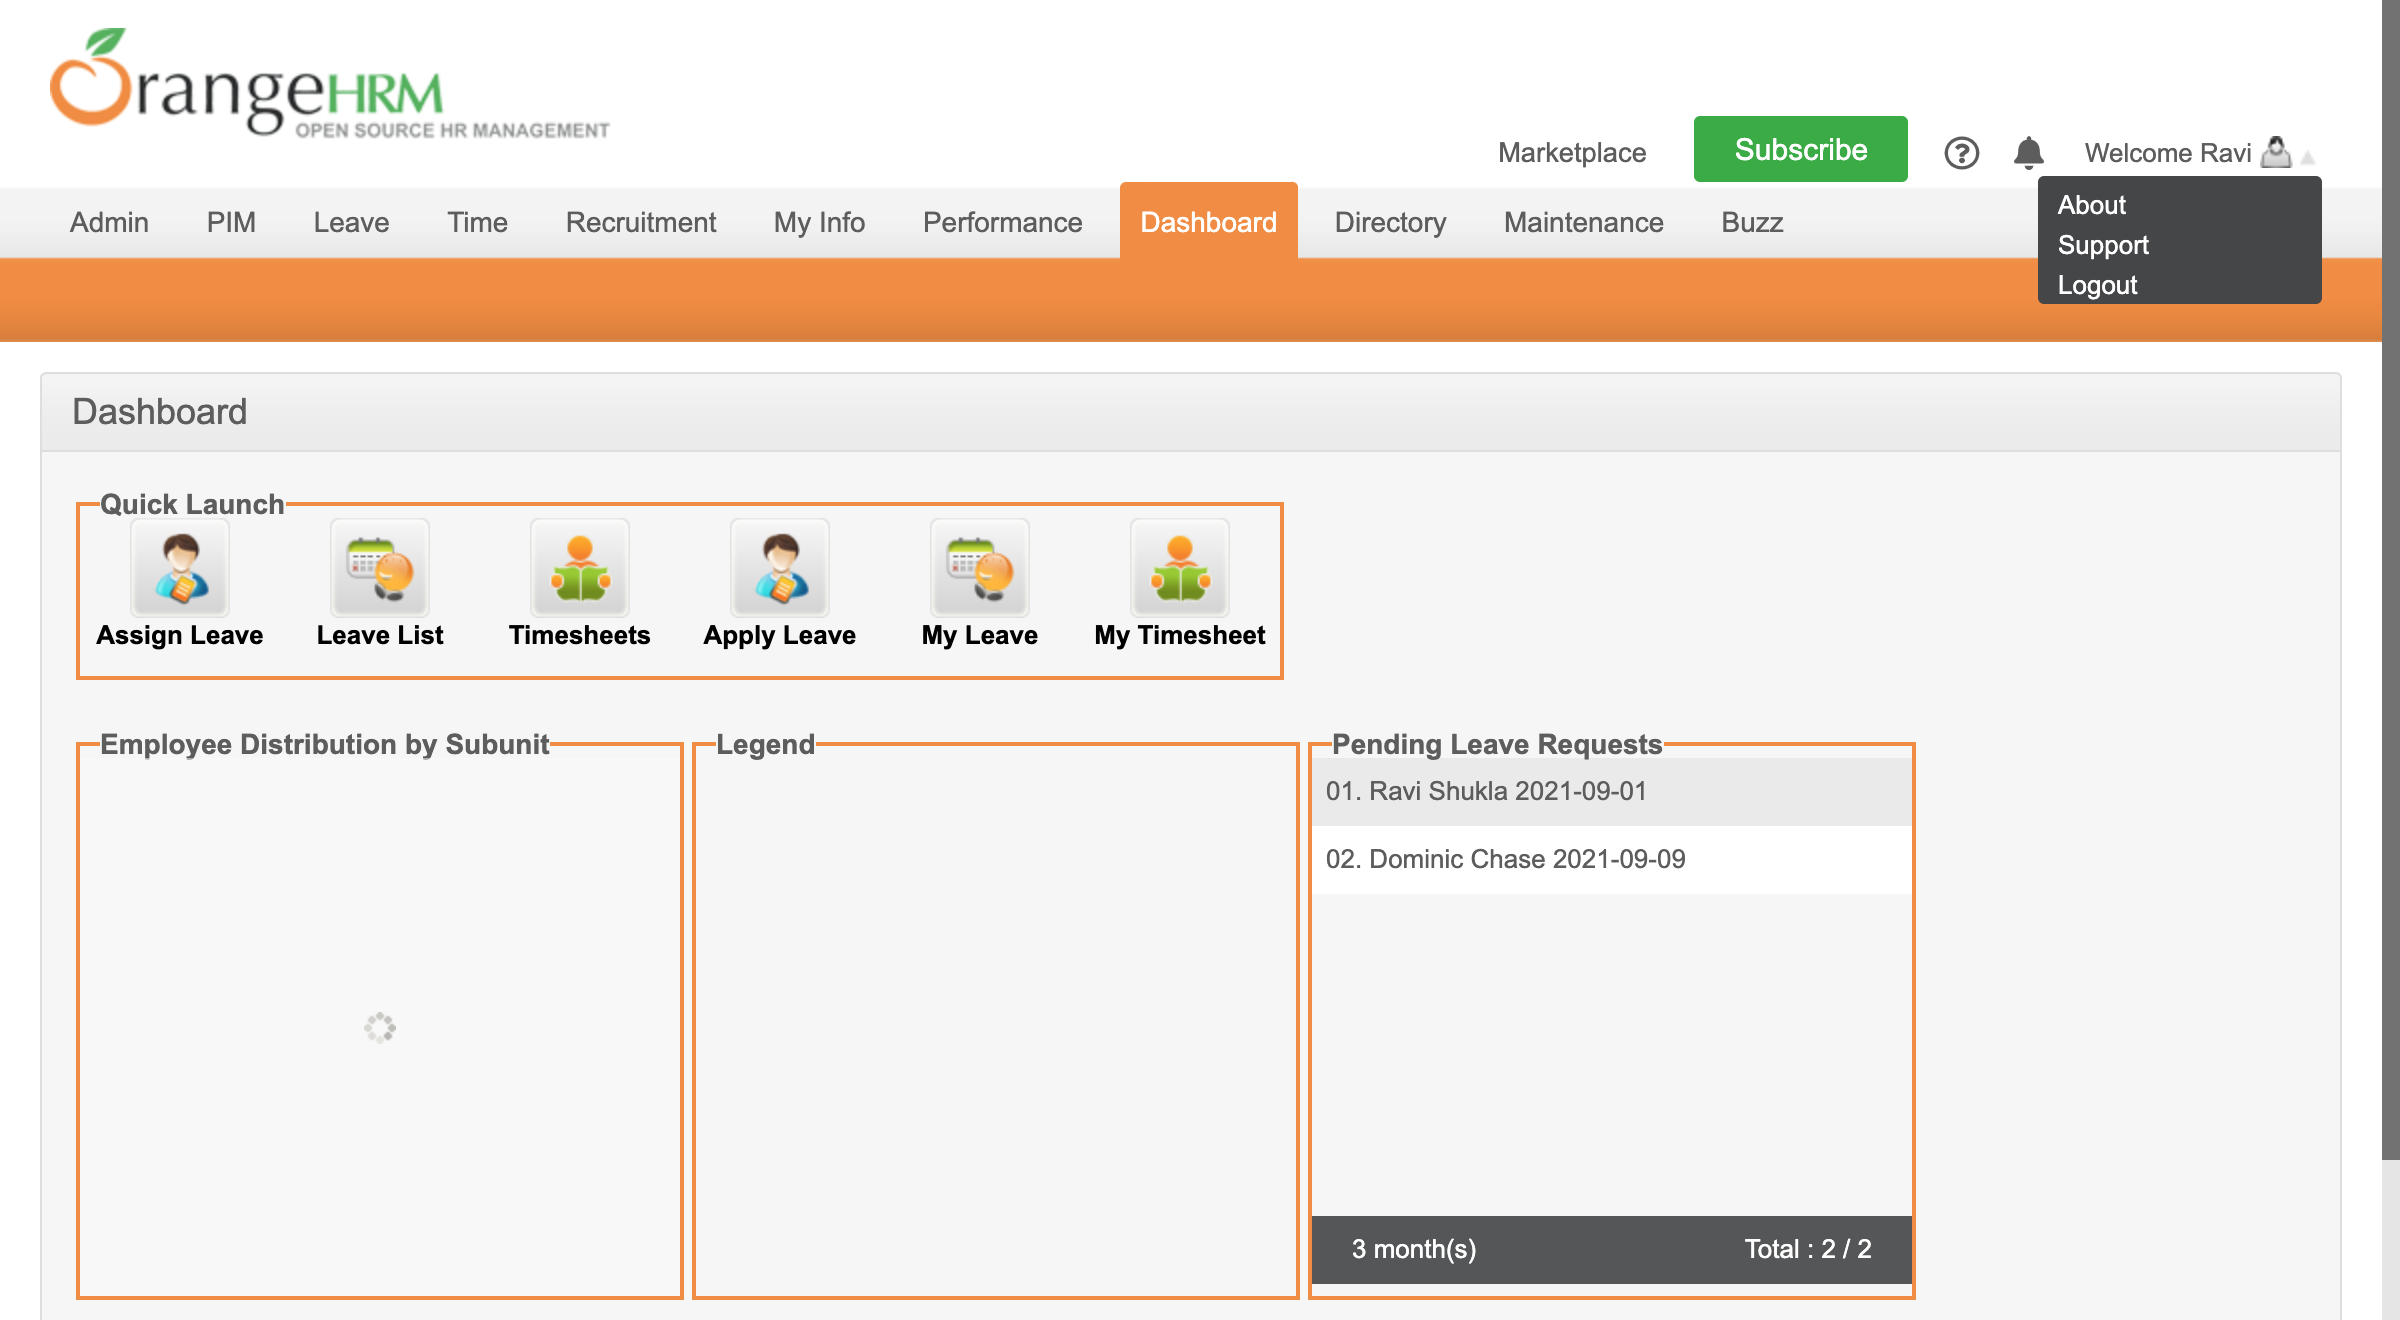 OrangeHRM
OPEN SOURCE HR MANAGEMENT
Marketplace
Subscribe
Welcome Ravi
About
Support
Logout
Admin PIM Leave Time Recruitment My Info Performance Dashboard Directory Maintenance Buzz
Dashboard
Quick Launch
Assign Leave Leave List Timesheets Apply Leave My Leave My Timesheet
Employee Distribution by Subunit
Legend
Pending Leave Requests
01. Ravi Shukla 2021-09-01
02. Dominic Chase 2021-09-09
3 month(s) Total : 2 / 2